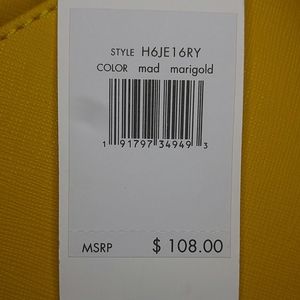 STYLE H6JE16RY
COLOR mad marigold
1 91797 34949 3
MSRP $ 108.00